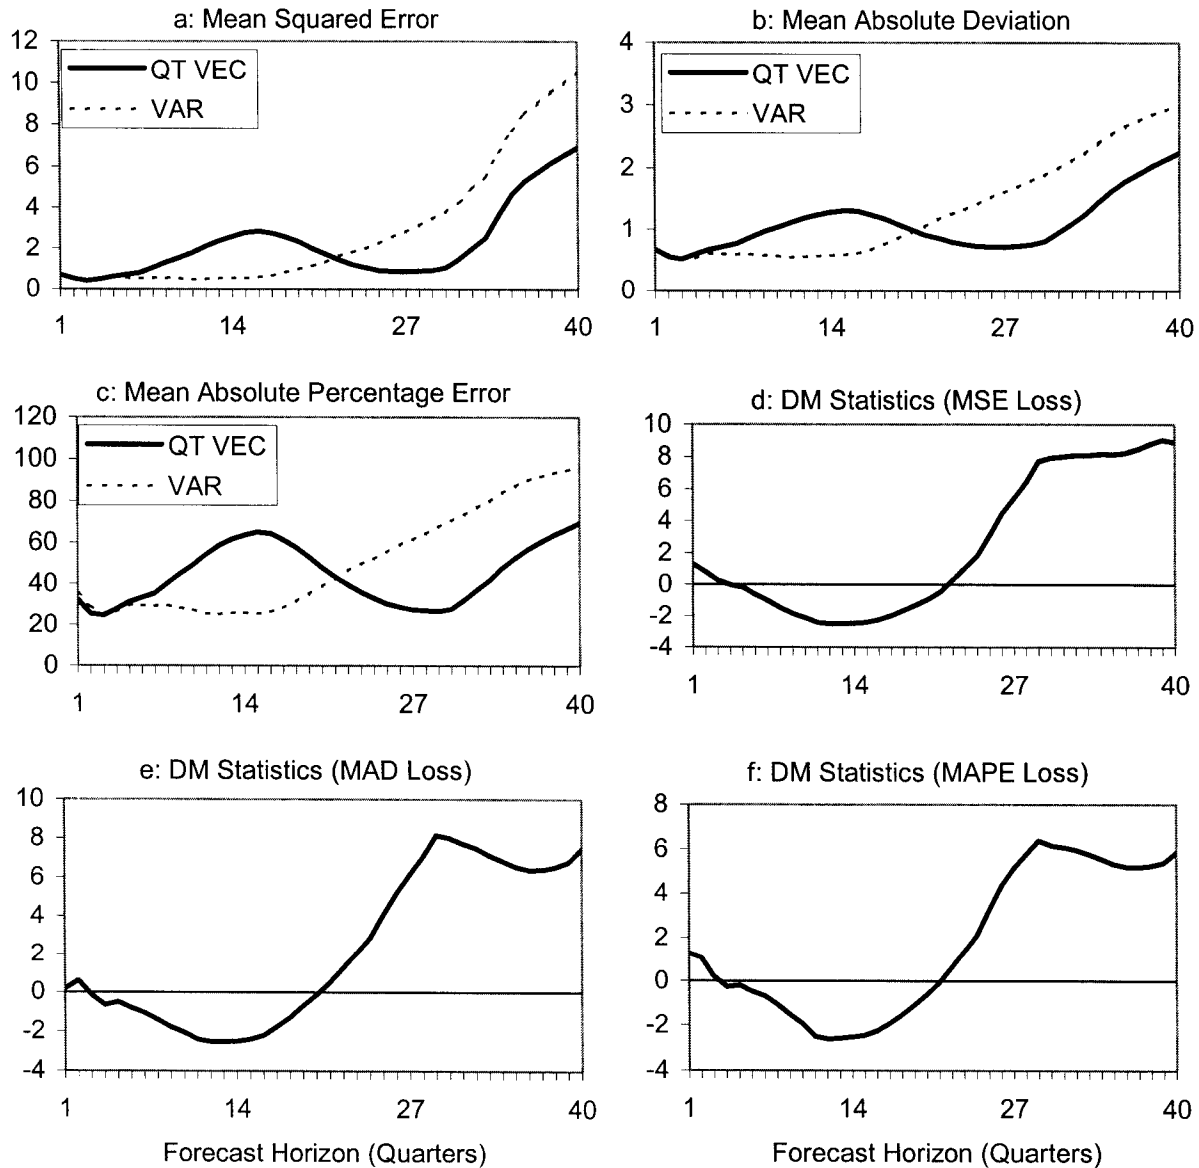 a: Mean Squared Error
12
10
8
6
4
2
0
QT VEC
VAR
1 14 27 40
b: Mean Absolute Deviation
4
3
2
1
0
QT VEC
VAR
1 14 27 40
c: Mean Absolute Percentage Error
120
100
80
60
40
20
0
QT VEC
VAR
1 14 27 40
d: DM Statistics (MSE Loss)
10
8
6
4
2
0
-2
-4
1 14 27 40
e: DM Statistics (MAD Loss)
10
8
6
4
2
0
-2
-4
1 14 27 40
Forecast Horizon (Quarters)
f: DM Statistics (MAPE Loss)
8
6
4
2
0
-2
-4
1 14 27 40
Forecast Horizon (Quarters)